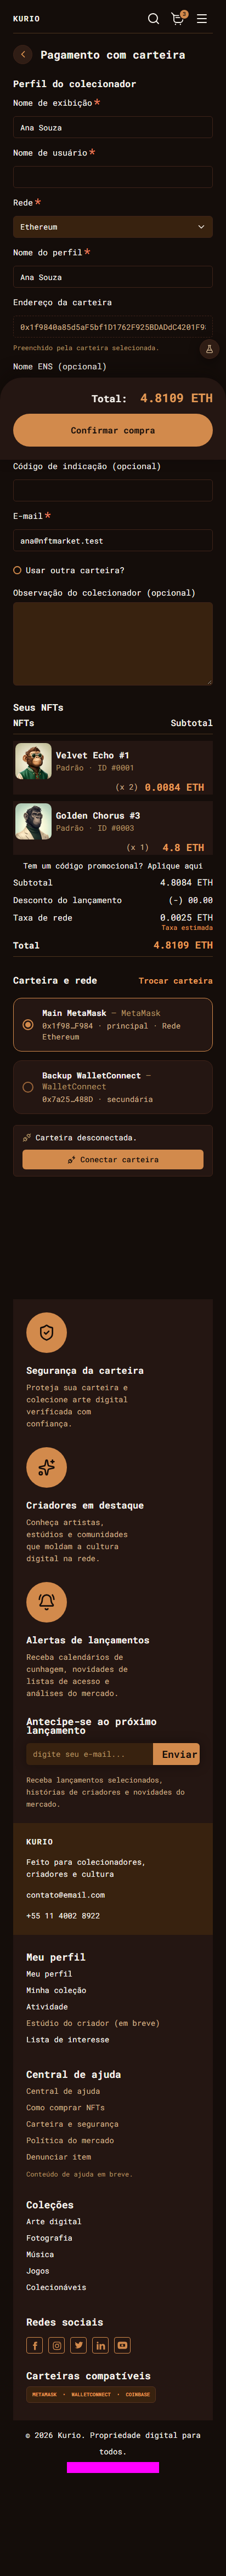 KURIO
3
Pagamento com carteira
Perfil do colecionador
Nome de exibição*
Ana Souza
Nome de usuário*
Rede*
Ethereum
Nome do perfil*
Ana Souza
Endereço da carteira
0x1f9840a85d5aF5bf1D1762F925BDADdC4201F98
Preenchido pela carteira selecionada.
Nome ENS (opcional)
Total: 4.8109 ETH
Confirmar compra
Código de indicação (opcional)
E-mail*
ana@nftmarket.test
Usar outra carteira?
Observação do colecionador (opcional)
Seus NFTs
NFTs Subtotal
Velvet Echo #1
Padrão · ID #0001
(x 2) 0.0084 ETH
Golden Chorus #3
Padrão · ID #0003
(x 1) 4.8 ETH
Tem um código promocional? Aplique aqui
Subtotal 4.8084 ETH
Desconto do lançamento (-) 00.00
Taxa de rede 0.0025 ETH
Taxa estimada
Total 4.8109 ETH
Carteira e rede Trocar carteira
Main MetaMask — MetaMask
0x1f98…F984 · principal · Rede
Ethereum
Backup WalletConnect —
WalletConnect
0x7a25…488D · secundária
Carteira desconectada.
Conectar carteira
Segurança da carteira
Proteja sua carteira e
colecione arte digital
verificada com
confiança.
Criadores em destaque
Conheça artistas,
estúdios e comunidades
que moldam a cultura
digital na rede.
Alertas de lançamentos
Receba calendários de
cunhagem, novidades de
listas de acesso e
análises do mercado.
Antecipe-se ao próximo
lançamento
digite seu e-mail... Enviar
Receba lançamentos selecionados,
histórias de criadores e novidades do
mercado.
KURIO
Feito para colecionadores,
criadores e cultura
contato@email.com
+55 11 4002 8922
Meu perfil
Meu perfil
Minha coleção
Atividade
Estúdio do criador (em breve)
Lista de interesse
Central de ajuda
Central de ajuda
Como comprar NFTs
Carteira e segurança
Política do mercado
Denunciar item
Conteúdo de ajuda em breve.
Coleções
Arte digital
Fotografia
Música
Jogos
Colecionáveis
Redes sociais
Carteiras compatíveis
METAMASK · WALLETCONNECT · COINBASE
© 2026 Kurio. Propriedade digital para
todos.